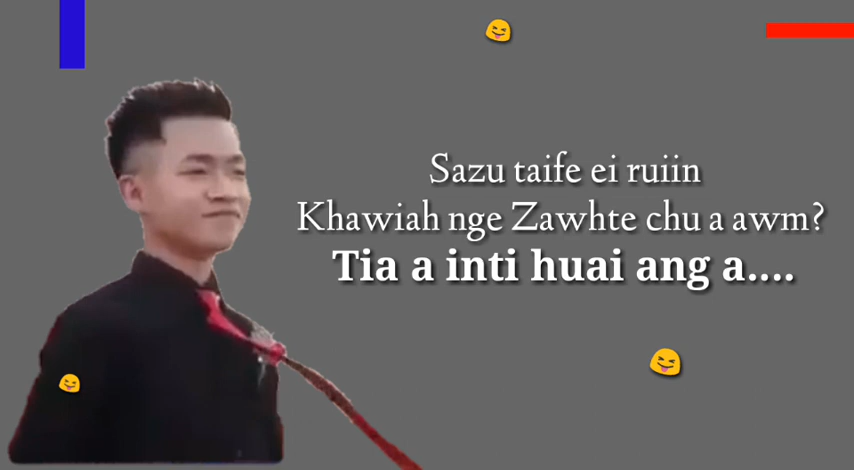 Sazu taife ei ruiin
Khawiah nge Zawhte chu a awm?
Tia a inti huai ang a....